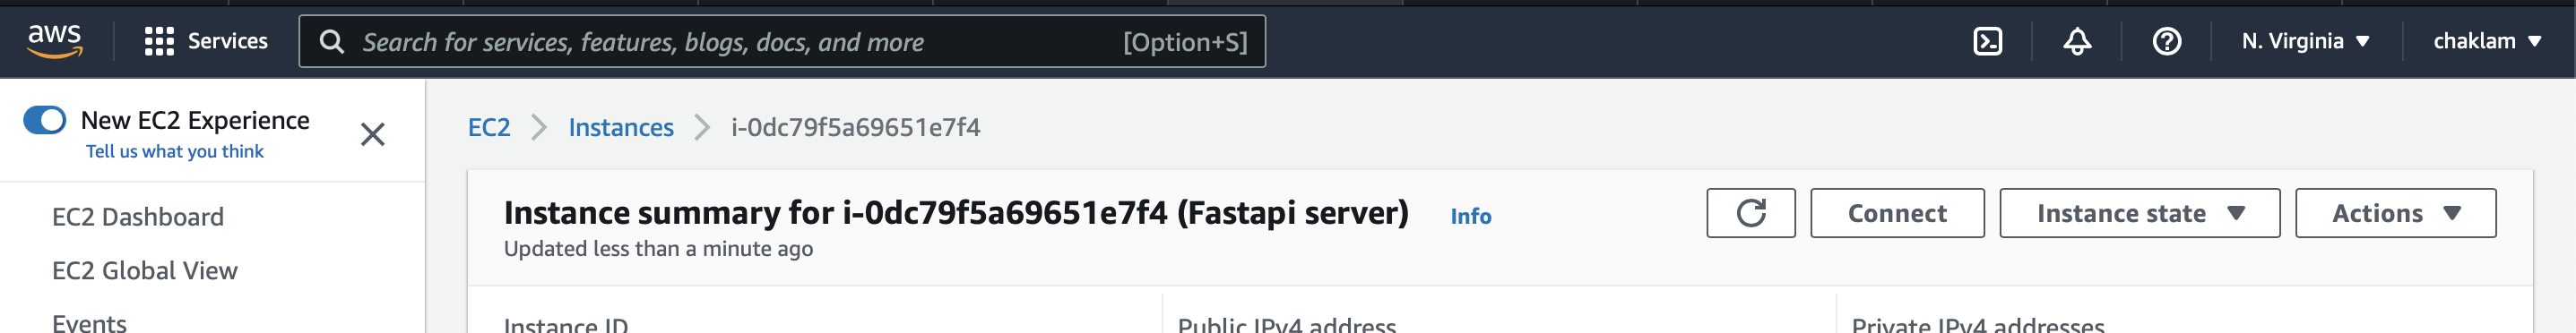 aws
Services
Search for services, features, blogs, docs, and more
[Option+S]
N. Virginia
chaklam
New EC2 Experience
Tell us what you think
EC2 Dashboard
EC2 Global View
Events
EC2
Instances
i-0dc79f5a69651e7f4
Instance summary for i-0dc79f5a69651e7f4 (Fastapi server)
Info
Updated less than a minute ago
Connect
Instance state
Actions
Instance ID
Public IPv4 address
Private IPv4 addresses